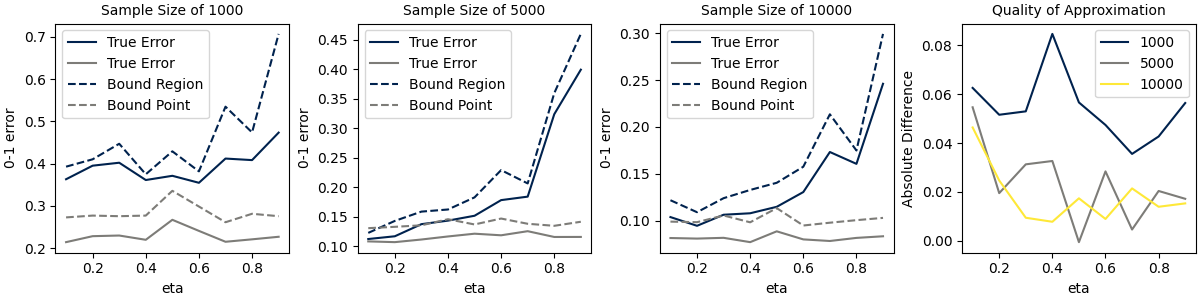 Sample Size of 1000
0.7
0.6
0.5
0.4
0.3
0.2
0-1 error
True Error
True Error
Bound Region
Bound Point
0.2 0.4 0.6 0.8
eta
Sample Size of 5000
0.45
0.40
0.35
0.30
0.25
0.20
0.15
0.10
0-1 error
True Error
True Error
Bound Region
Bound Point
0.2 0.4 0.6 0.8
eta
Sample Size of 10000
0.30
0.25
0.20
0.15
0.10
0-1 error
True Error
True Error
Bound Region
Bound Point
0.2 0.4 0.6 0.8
eta
Quality of Approximation
0.08
0.06
0.04
0.02
0.00
Absolute Difference
1000
5000
10000
0.2 0.4 0.6 0.8
eta